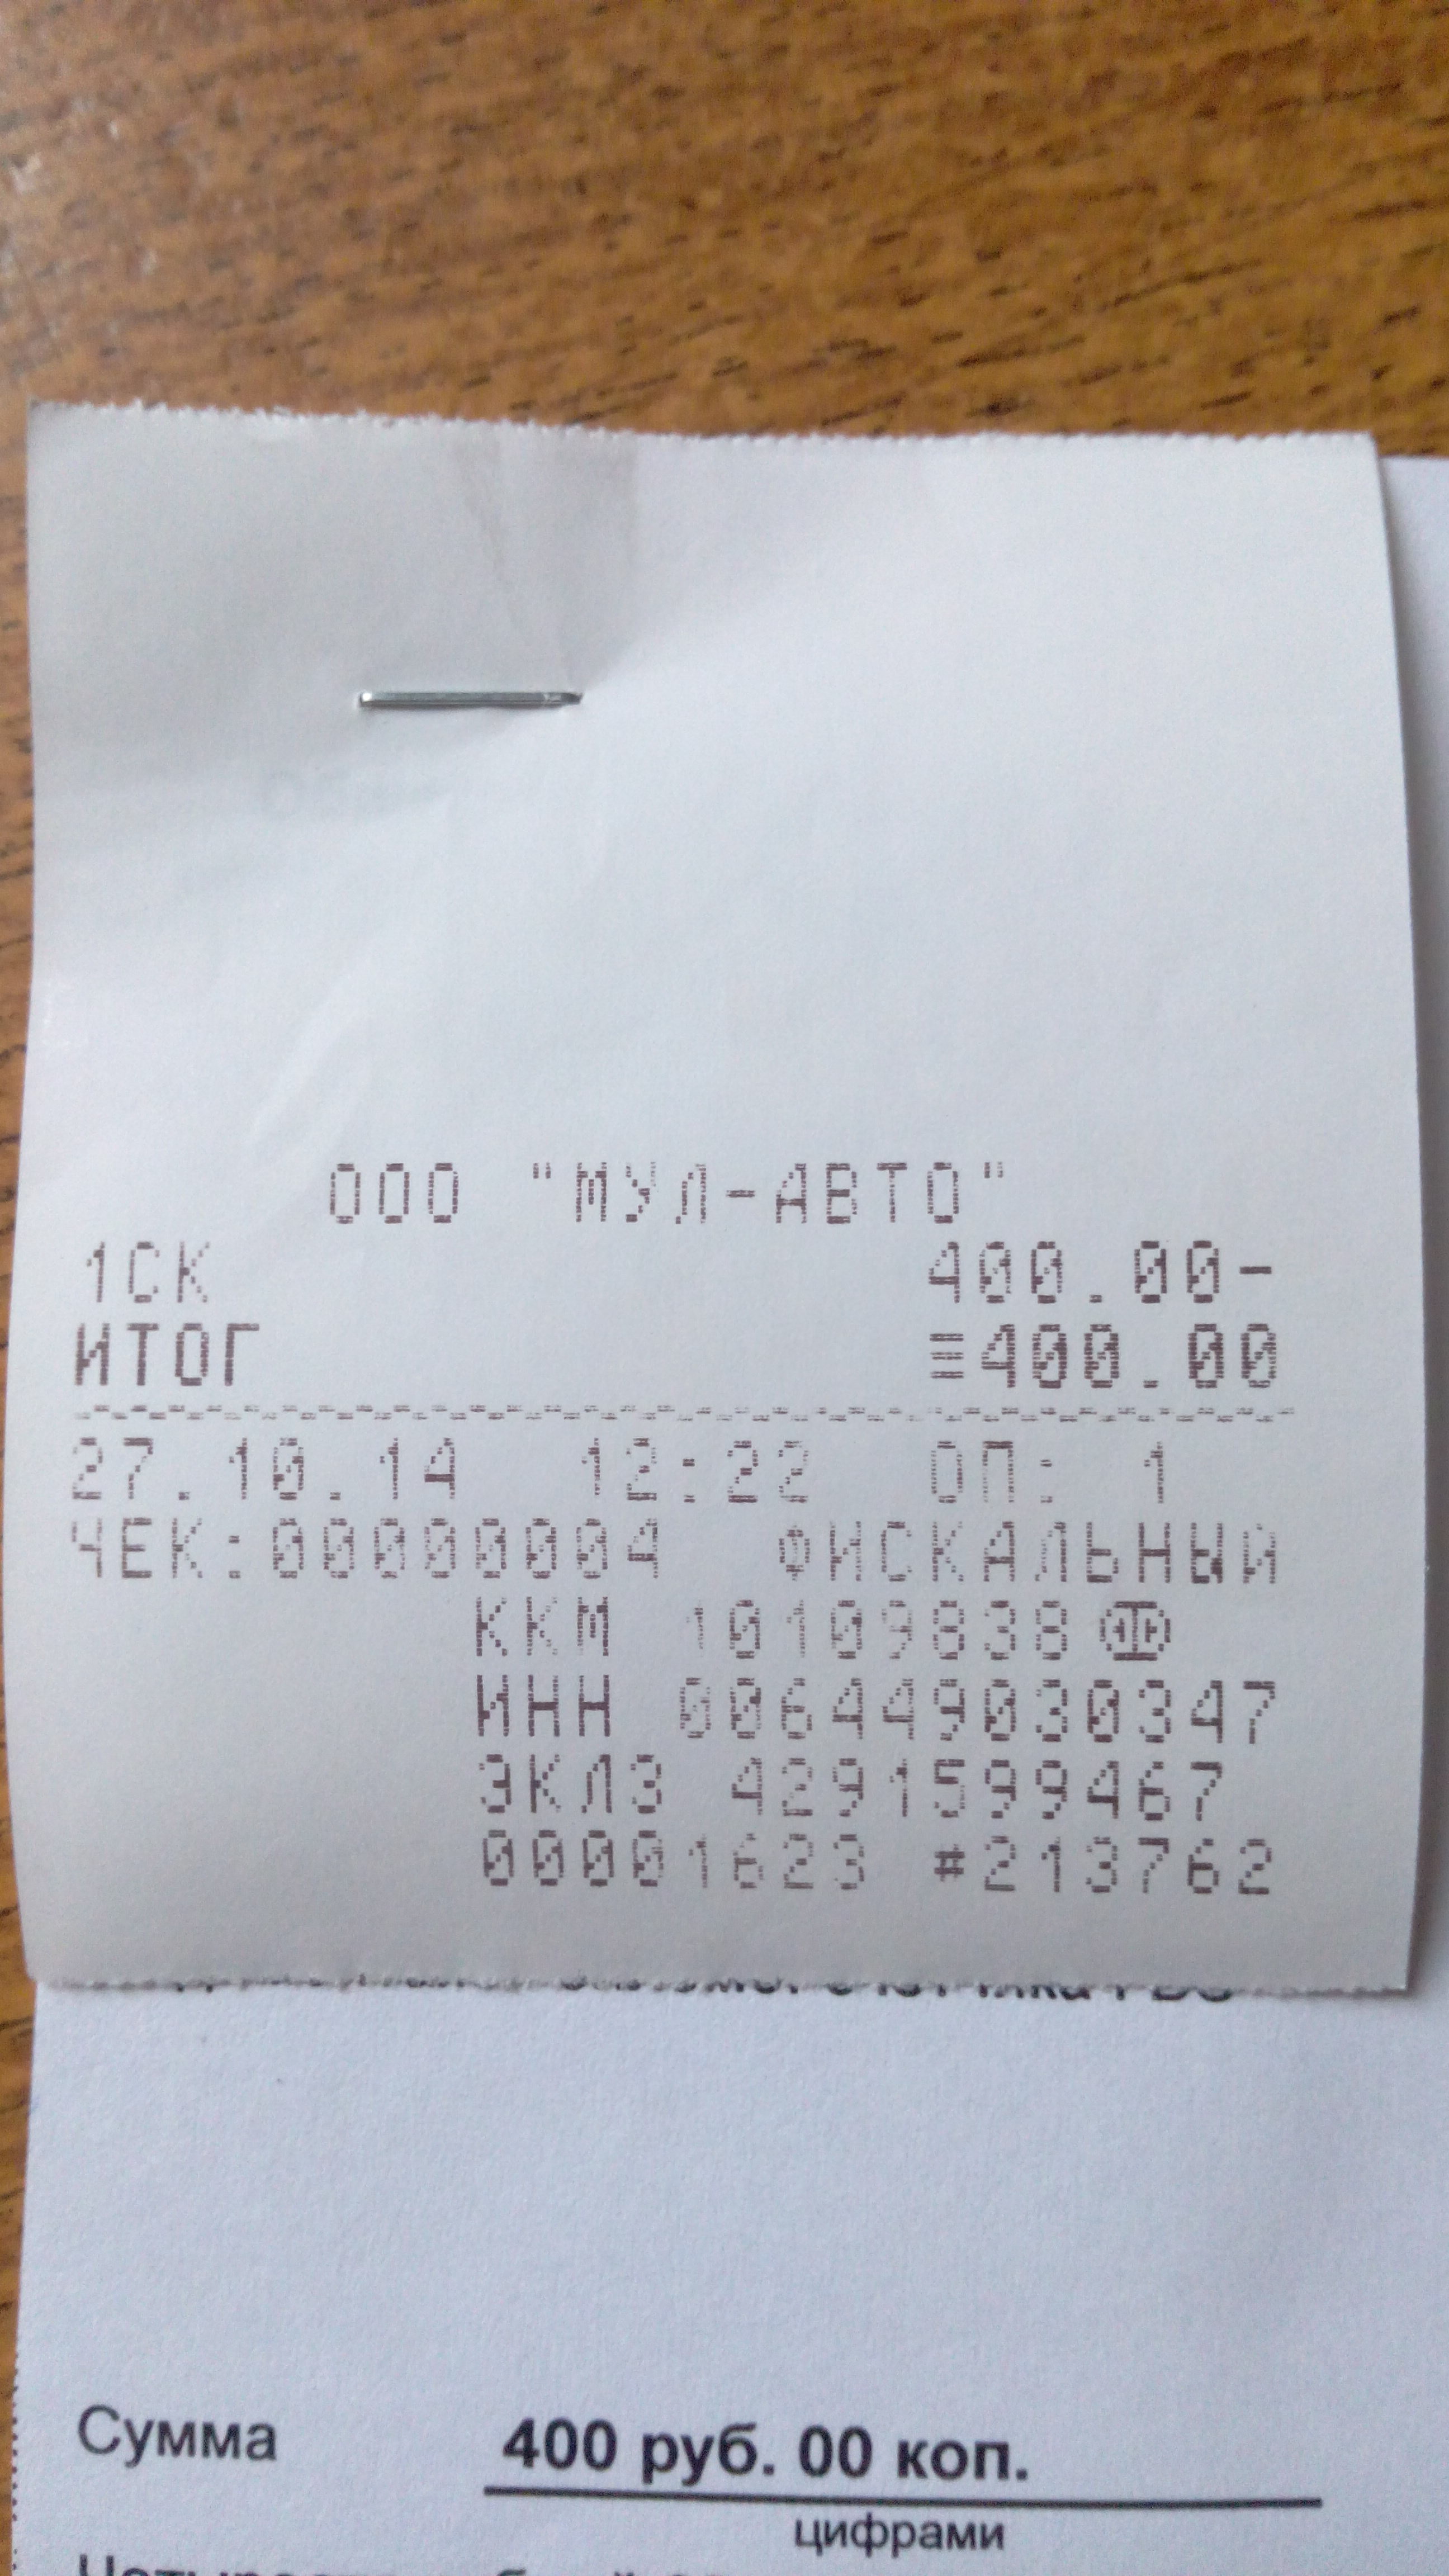 ООО "МУЛ-АВТО"
1СК 400.00-
ИТОГ ≡400.00
27.10.14 12:22 ОП: 1
ЧЕК:00000004 ФИСКАЛЬНЫЙ
ККМ 10109838
ИНН 006449030347
ЭКЛЗ 4291599467
00001623 #213762
Сумма 400 руб. 00 коп.
цифрами